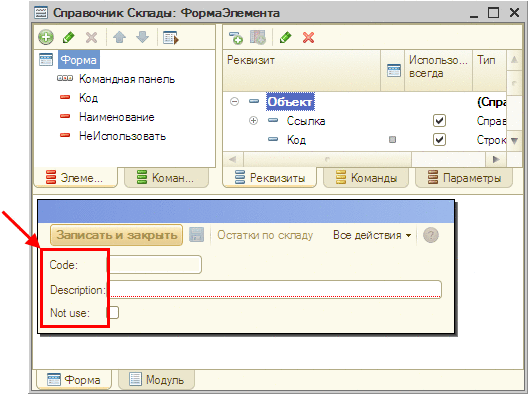 Справочник Склады: ФормаЭлемента
Форма
Командная панель
Код
Наименование
НеИспользовать
Элеме...
Коман...
Реквизит
Использо... всегда
Тип
Объект
(Спра
Ссылка
Справ
Код
Строк
Реквизиты
Команды
Параметры
Записать и закрыть
Остатки по складу
Все действия
Code:
Description:
Not use:
Форма
Модуль